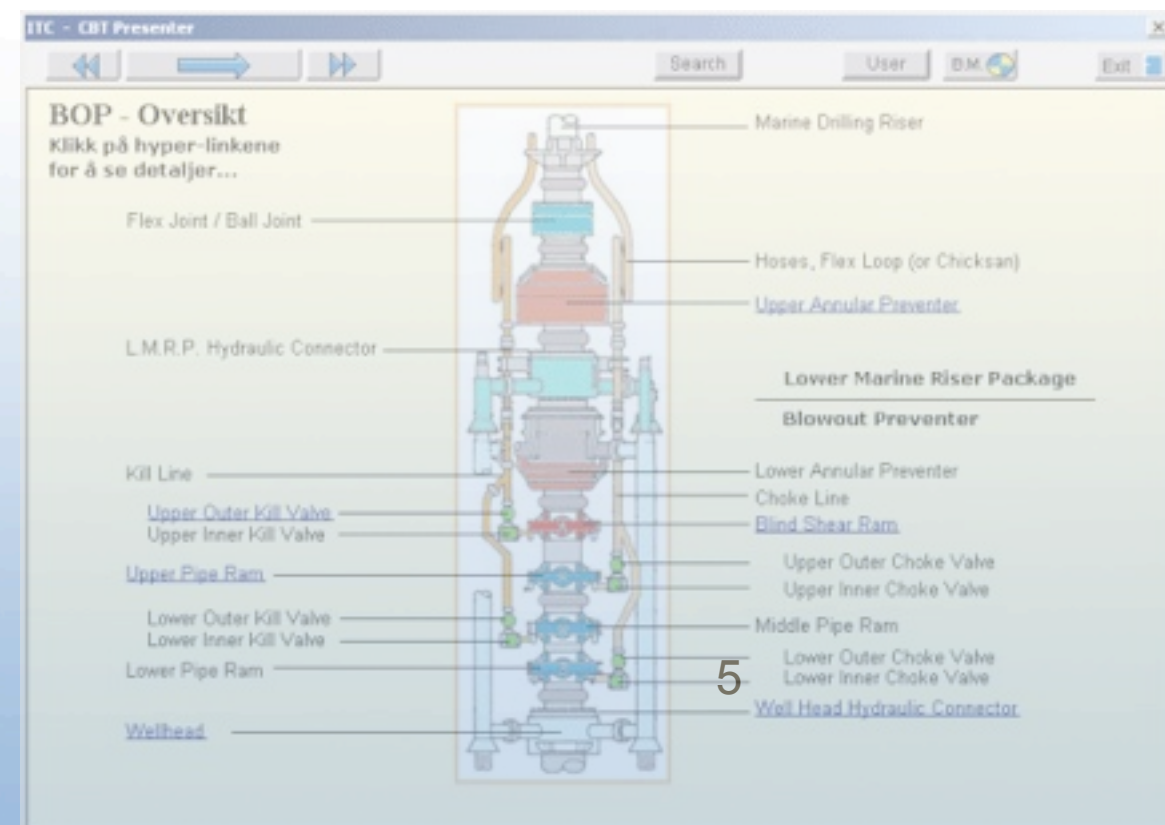 ITC - CBT Presenter
Search
User
B.M.
Exit
BOP - Oversikt
Klikk på hyper-linkene
for å se detaljer...
Marine Drilling Riser
Flex Joint / Ball Joint
Hoses, Flex Loop (or Chicksan)
Upper Annular Preventer
L.M.R.P. Hydraulic Connector
Lower Marine Riser Package
Blowout Preventer
Kill Line
Lower Annular Preventer
Choke Line
Upper Outer Kill Valve
Blind Shear Ram
Upper Inner Kill Valve
Upper Outer Choke Valve
Upper Pipe Ram
Upper Inner Choke Valve
Lower Outer Kill Valve
Middle Pipe Ram
Lower Inner Kill Valve
Lower Outer Choke Valve
Lower Pipe Ram
5
Lower Inner Choke Valve
Well Head Hydraulic Connector
Wellhead